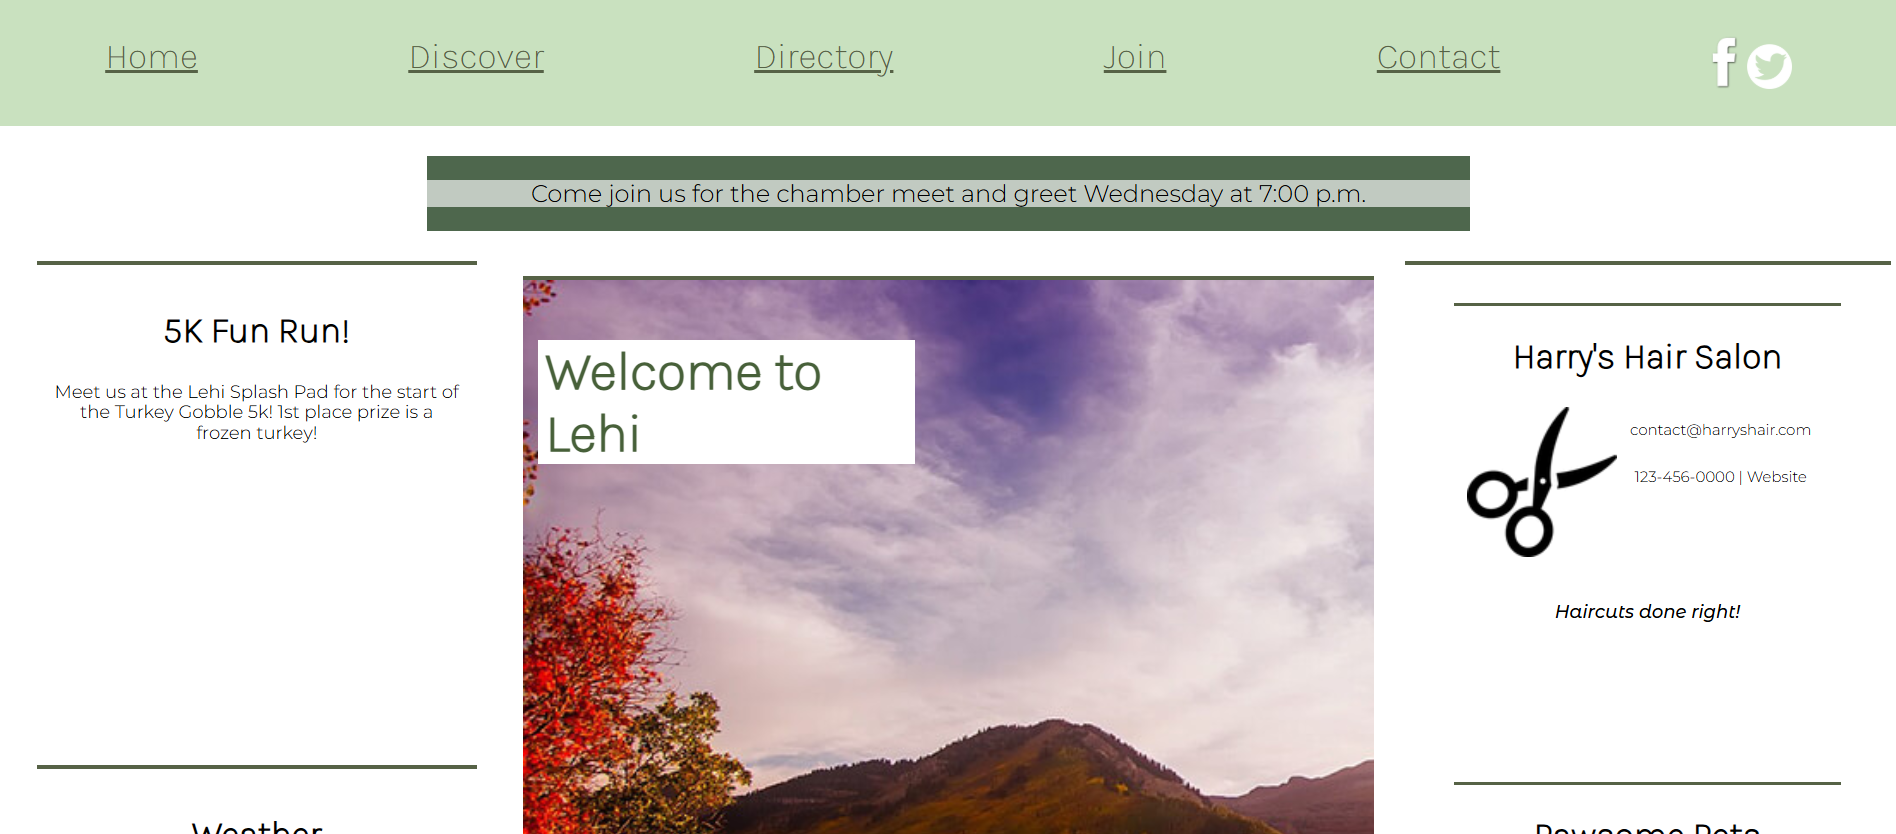 Home Discover Directory Join Contact
Come join us for the chamber meet and greet Wednesday at 7:00 p.m.
5K Fun Run!
Meet us at the Lehi Splash Pad for the start of
the Turkey Gobble 5k! 1st place prize is a
frozen turkey!
Weather
Welcome to
Lehi
Harry's Hair Salon
contact@harryshair.com
123-456-0000 | Website
Haircuts done right!
Pawsome Pets